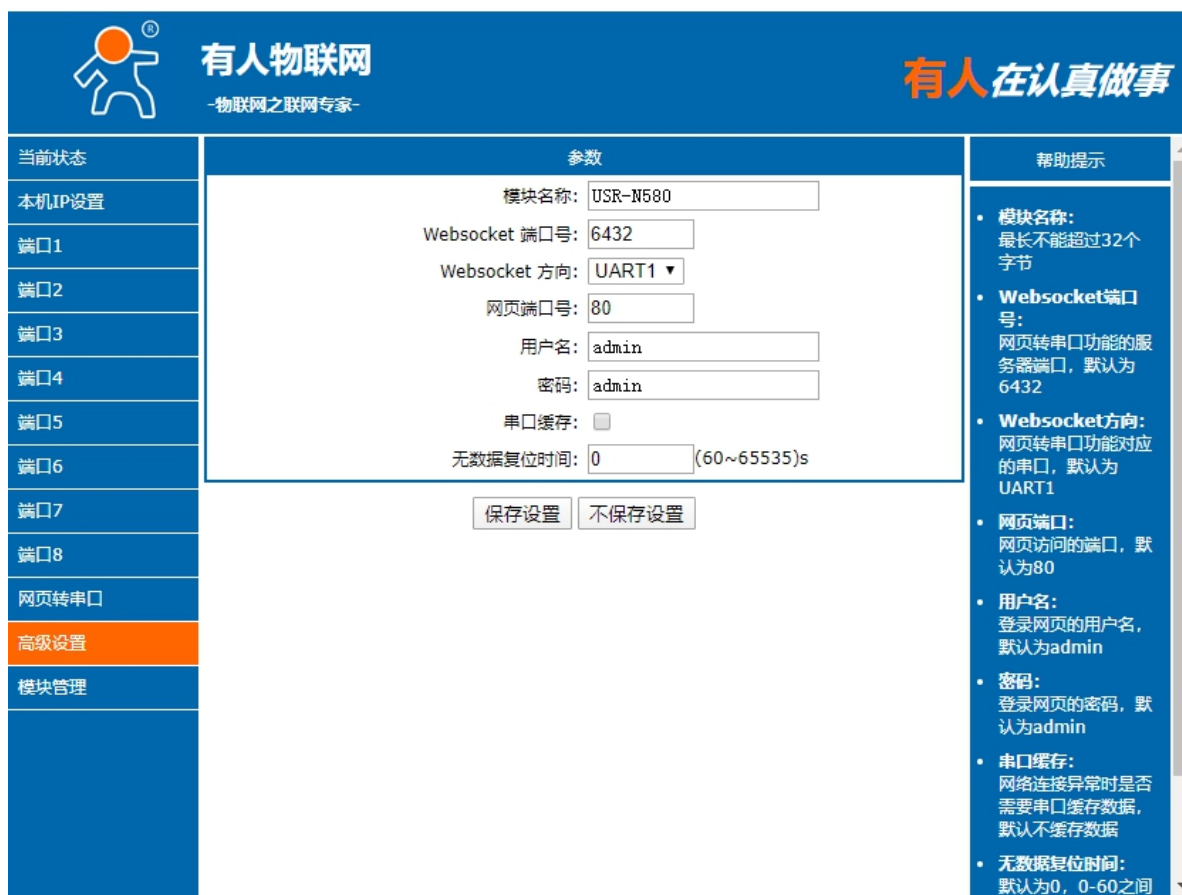 ®
有人物联网
-物联网之联网专家-
有人在认真做事
当前状态
本机IP设置
端口1
端口2
端口3
端口4
端口5
端口6
端口7
端口8
网页转串口
高级设置
模块管理
参数
模块名称: USR-N580
Websocket 端口号: 6432
Websocket 方向: UART1 ▼
网页端口号: 80
用户名: admin
密码: admin
串口缓存:
无数据复位时间: 0 (60~65535)s
保存设置 不保存设置
帮助提示
• 模块名称:
最长不能超过32个
字节
• Websocket端口
号:
网页转串口功能的服
务器端口，默认为
6432
• Websocket方向:
网页转串口功能对应
的串口，默认为
UART1
• 网页端口:
网页访问的端口，默
认为80
• 用户名:
登录网页的用户名，
默认为admin
• 密码:
登录网页的密码，默
认为admin
• 串口缓存:
网络连接异常时是否
需要串口缓存数据，
默认不缓存数据
• 无数据复位时间:
默认为0，0-60之间